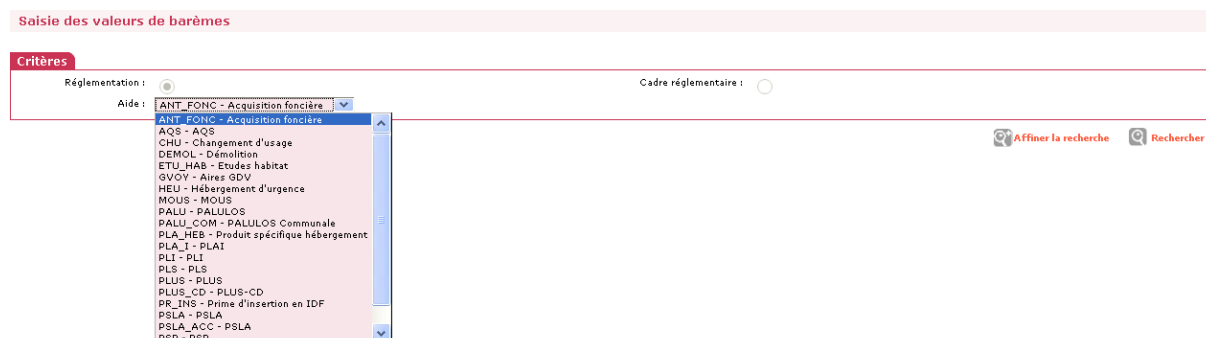 Saisie des valeurs de barèmes
Critères
Réglementation :
Cadre réglementaire :
Aide :
ANT_FONC - Acquisition foncière
ANT_FONC - Acquisition foncière
AQS - AQS
CHU - Changement d'usage
DEMOL - Démolition
ETU_HAB - Etudes habitat
GVOY - Aires GDV
HEU - Hébergement d'urgence
MOUS - MOUS
PALU - PALULOS
PALU_COM - PALULOS Communale
PLA_HEB - Produit spécifique hébergement
PLA_I - PLAI
PLI - PLI
PLS - PLS
PLUS - PLUS
PLUS_CD - PLUS-CD
PR_INS - Prime d'insertion en IDF
PSLA - PSLA
PSLA_ACC - PSLA
PSP - PSP
Affiner la recherche
Rechercher